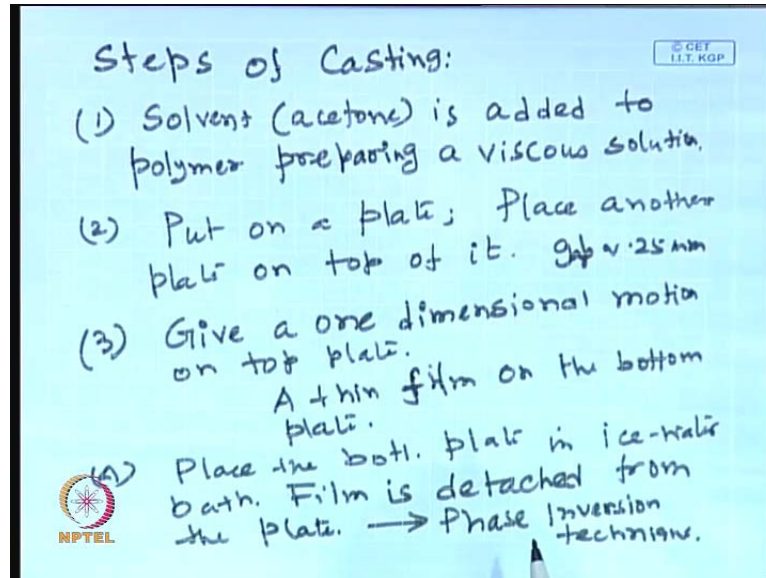 Steps of Casting:
© CET
I.I.T. KGP
(1) Solvent (acetone) is added to
polymer preparing a viscous solution.
(2) Put on a plate; Place another
plate on top of it. gap ~ .25 mm
(3) Give a one dimensional motion
on top plate.
A thin film on the bottom
plate.
(4) Place the bott. plate in ice-water
bath. Film is detached from
the plate. → Phase Inversion
technique.
NPTEL